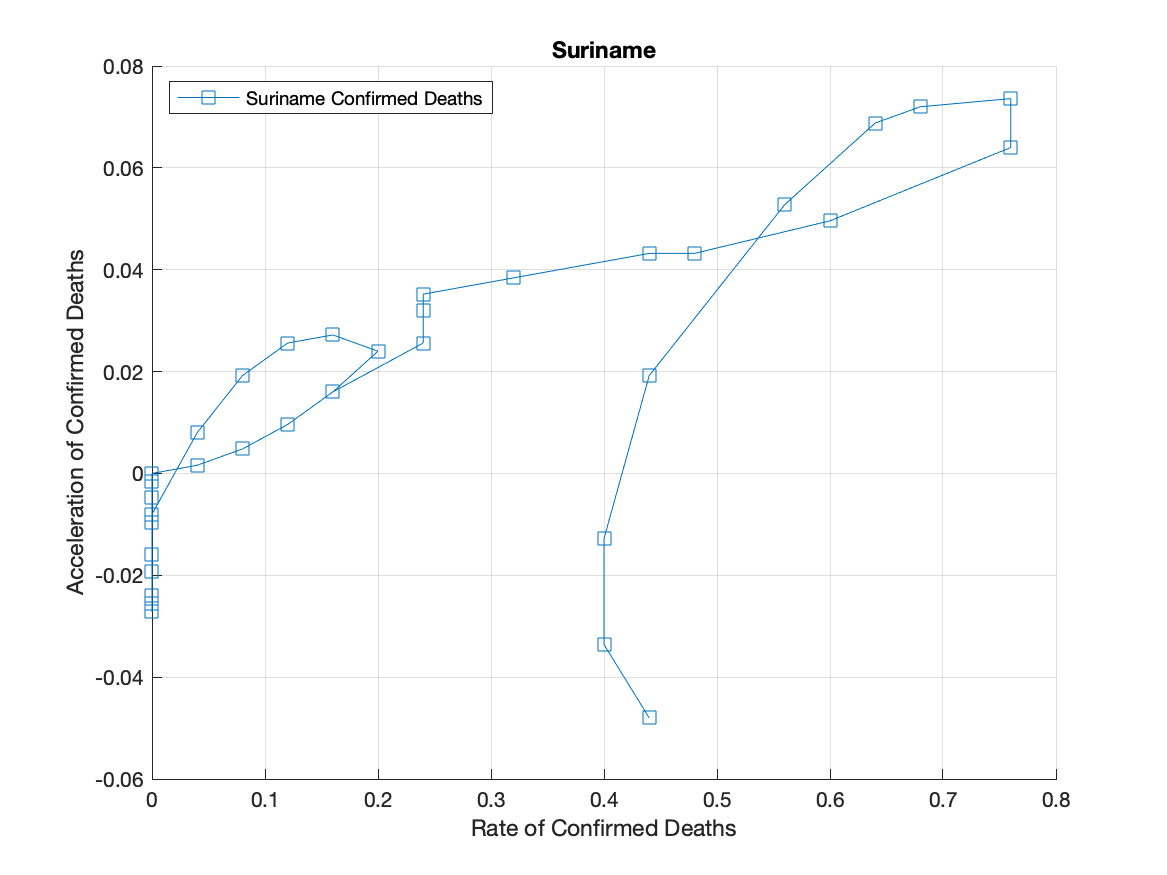 Suriname
Suriname Confirmed Deaths
0.08
0.06
0.04
0.02
0
-0.02
-0.04
-0.06
Acceleration of Confirmed Deaths
0 0.1 0.2 0.3 0.4 0.5 0.6 0.7 0.8
Rate of Confirmed Deaths